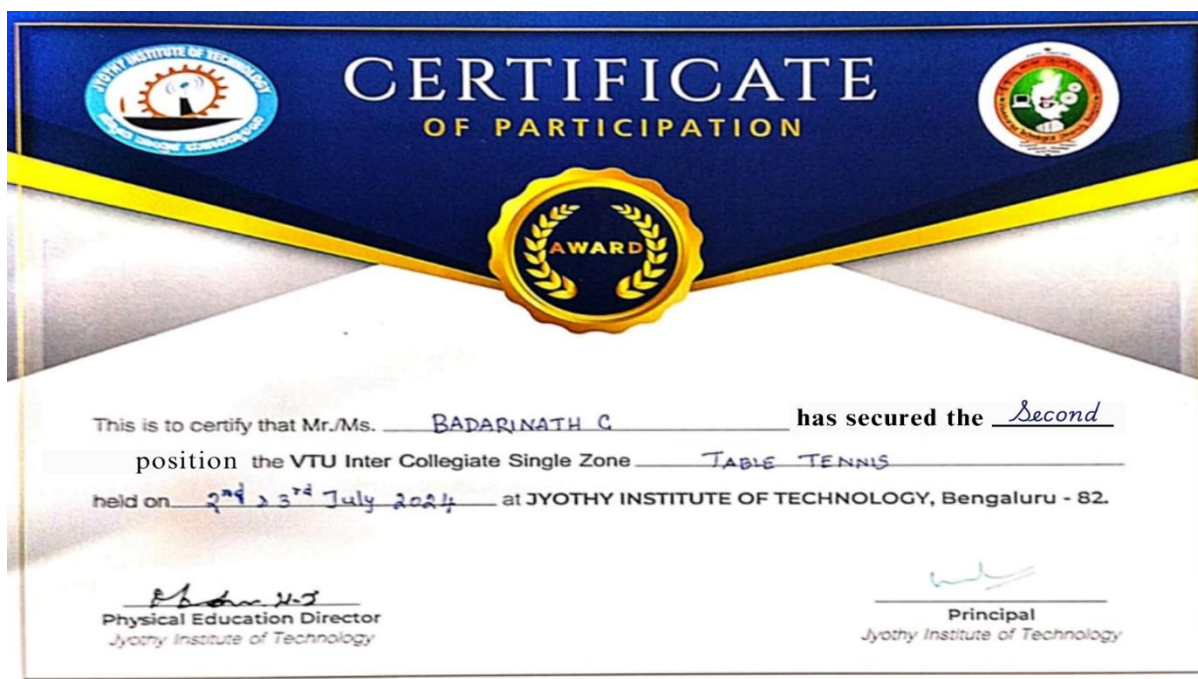 JYOTHY INSTITUTE OF TECHNOLOGY
CERTIFICATE
OF PARTICIPATION
AWARD
This is to certify that Mr./Ms. BADARINATH C has secured the Second
position the VTU Inter Collegiate Single Zone TABLE TENNIS
held on 2nd & 3rd July 2024 at JYOTHY INSTITUTE OF TECHNOLOGY, Bengaluru - 82.
Physical Education Director
Jyothy Institute of Technology
Principal
Jyothy Institute of Technology